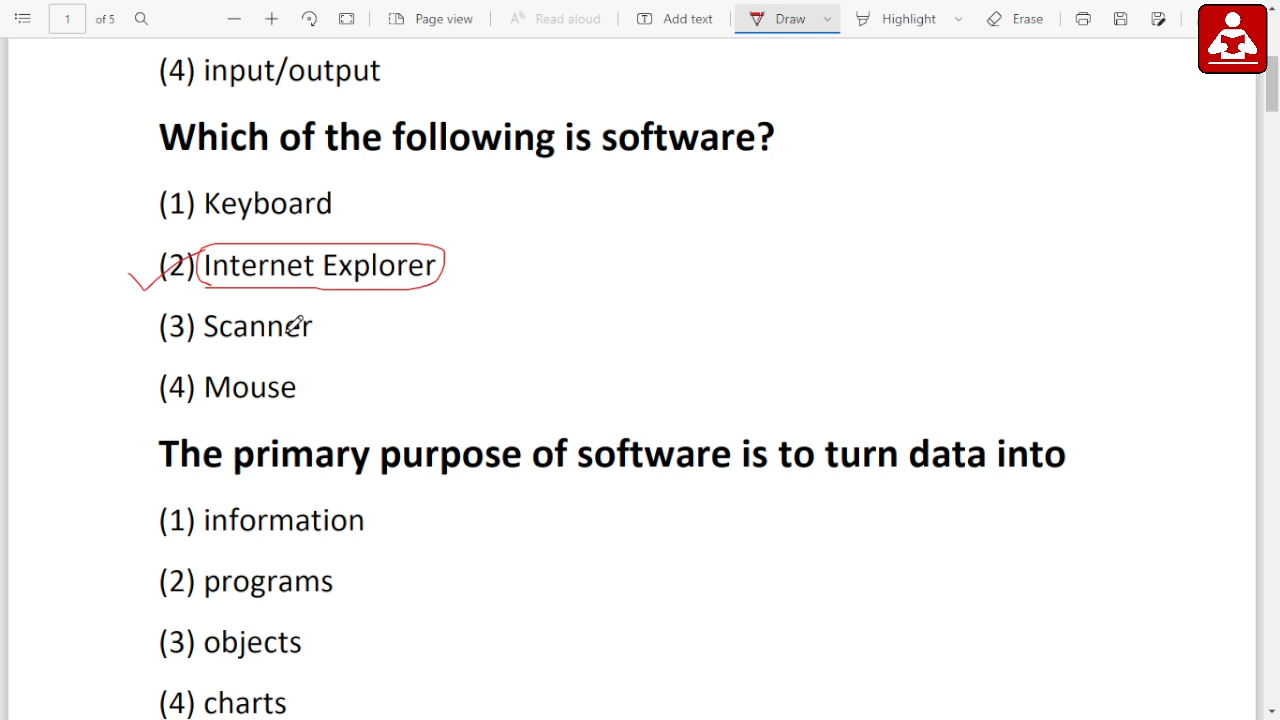 1 of 5 Page view Read aloud Add text Draw Highlight Erase
(4) input/output
Which of the following is software?
(1) Keyboard
(2) Internet Explorer
(3) Scanner
(4) Mouse
The primary purpose of software is to turn data into
(1) information
(2) programs
(3) objects
(4) charts